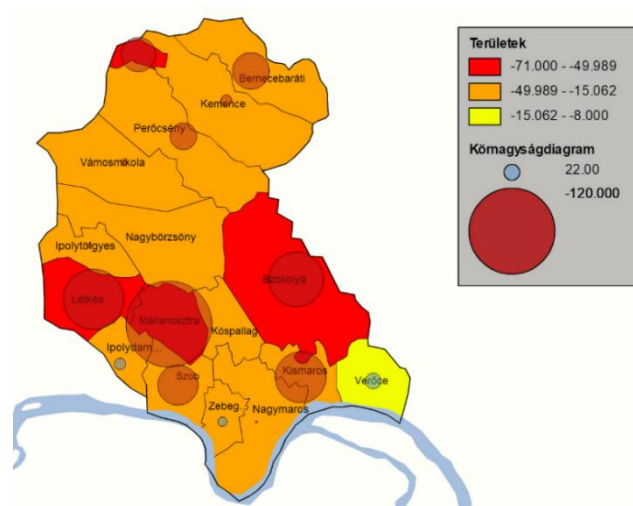 Bernecebaráti
Kemence
Perőcsény
Vámosmikola
Nagybörzsöny
Ipolytölgyes
Szokolya
Letkés
Márianosztra
Kóspallag
Ipolydam...
Szob
Kismaros
Verőce
Zebeg...
Nagymaros
Területek
-71.000 - -49.989
-49.989 - -15.062
-15.062 - -8.000
Körnagyságdiagram
22.00
-120.000